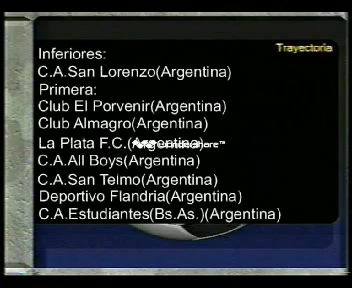 Trayectoria
Inferiores:
C.A.San Lorenzo(Argentina)
Primera:
Club El Porvenir(Argentina)
Club Almagro(Argentina)
La Plata F.C.(Argentina)
C.A.All Boys(Argentina)
C.A.San Telmo(Argentina)
Deportivo Flandria(Argentina)
C.A.Estudiantes(Bs.As.)(Argentina)